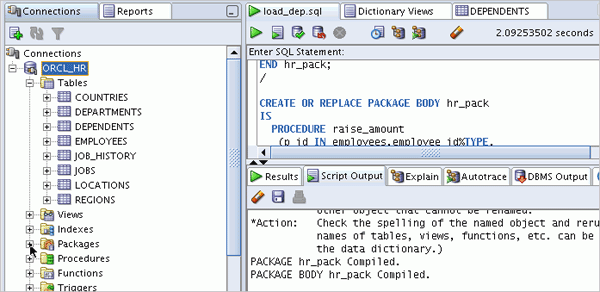 Connections
Reports
Connections
ORCL_HR
Tables
COUNTRIES
DEPARTMENTS
DEPENDENTS
EMPLOYEES
JOB_HISTORY
JOBS
LOCATIONS
REGIONS
Views
Indexes
Packages
Procedures
Functions
Triggers
load_dep.sql
Dictionary Views
DEPENDENTS
2.09253502 seconds
Enter SQL Statement:
END hr_pack;
/
CREATE OR REPLACE PACKAGE BODY hr_pack
IS
PROCEDURE raise_amount
(p_id IN employees.employee_id%TYPE,
Results
Script Output
Explain
Autotrace
DBMS Output
other object that cannot be renamed.
*Action: Check the spelling of the named object and reru
names of tables, views, functions, etc. can be
the data dictionary.)
PACKAGE hr_pack Compiled.
PACKAGE BODY hr_pack Compiled.